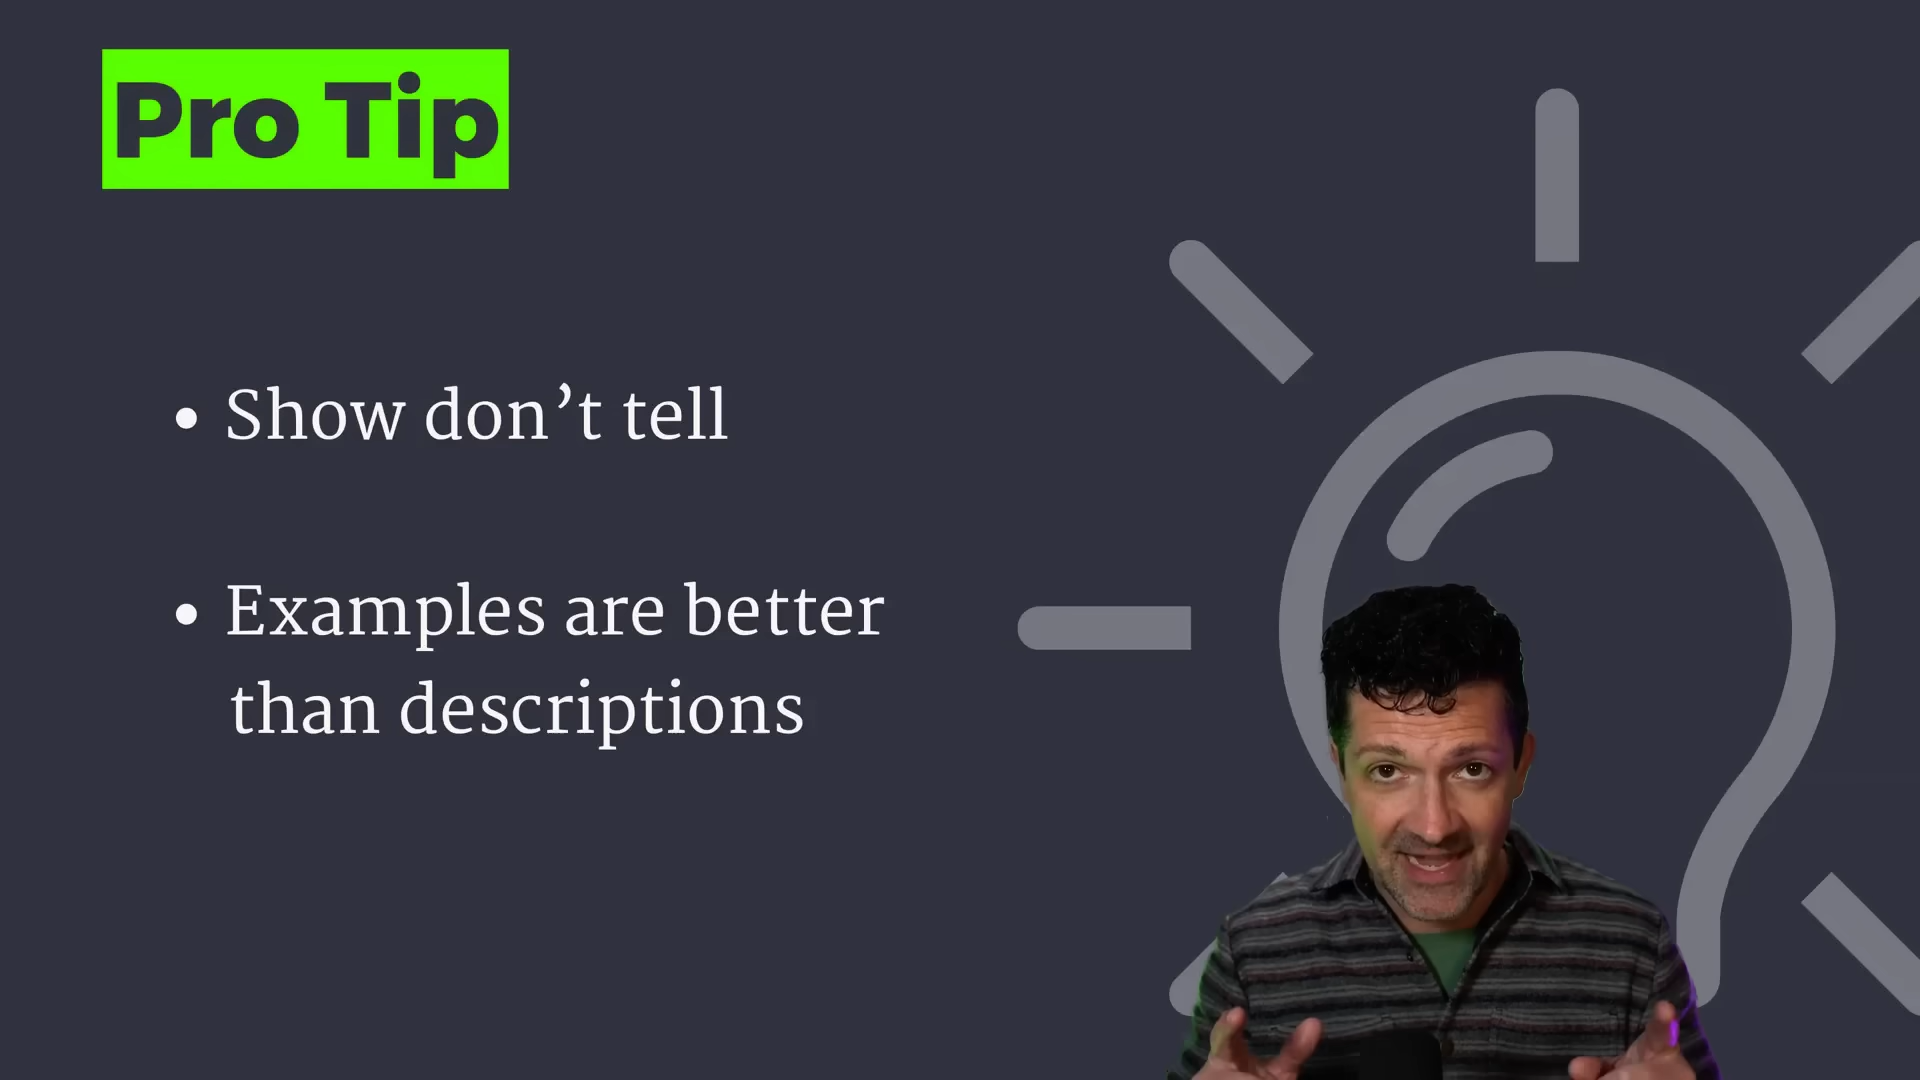 Pro Tip
• Show don’t tell
• Examples are better
than descriptions